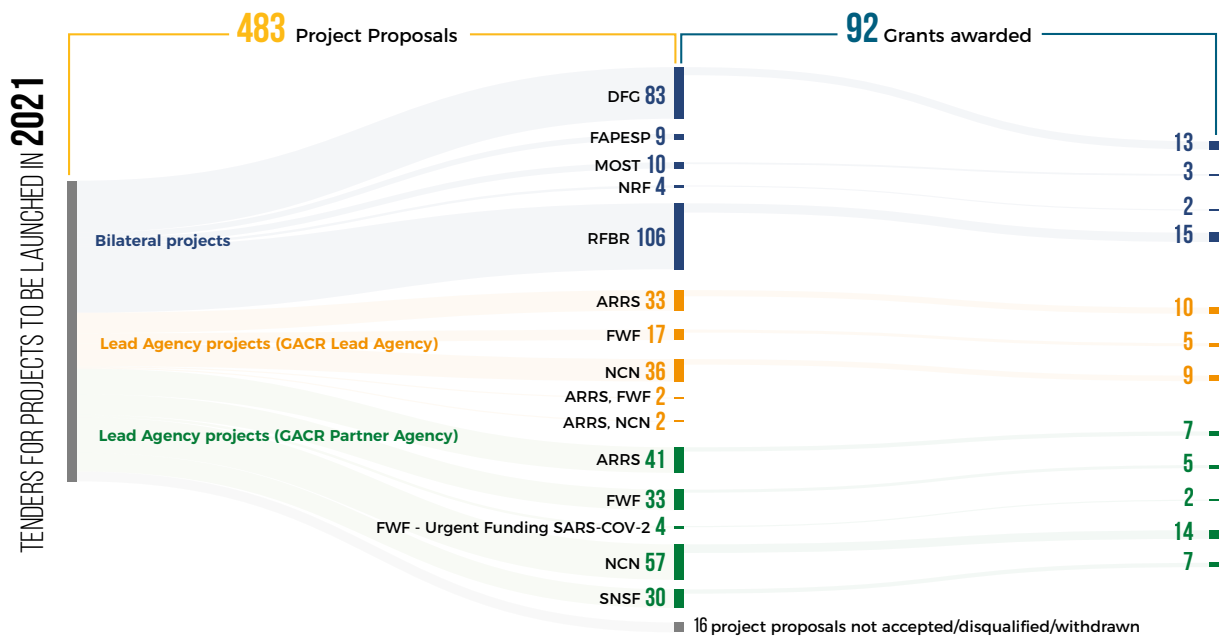 TENDERS FOR PROJECTS TO BE LAUNCHED IN 2021
483 Project Proposals
92 Grants awarded
DFG 83
FAPESP 9
MOST 10
NRF 4
Bilateral projects
RFBR 106
13
3
2
15
ARRS 33
FWF 17
Lead Agency projects (GACR Lead Agency)
NCN 36
ARRS, FWF 2
ARRS, NCN 2
10
5
9
Lead Agency projects (GACR Partner Agency)
ARRS 41
FWF 33
FWF - Urgent Funding SARS-COV-2 4
NCN 57
SNSF 30
7
5
2
14
7
16 project proposals not accepted/disqualified/withdrawn